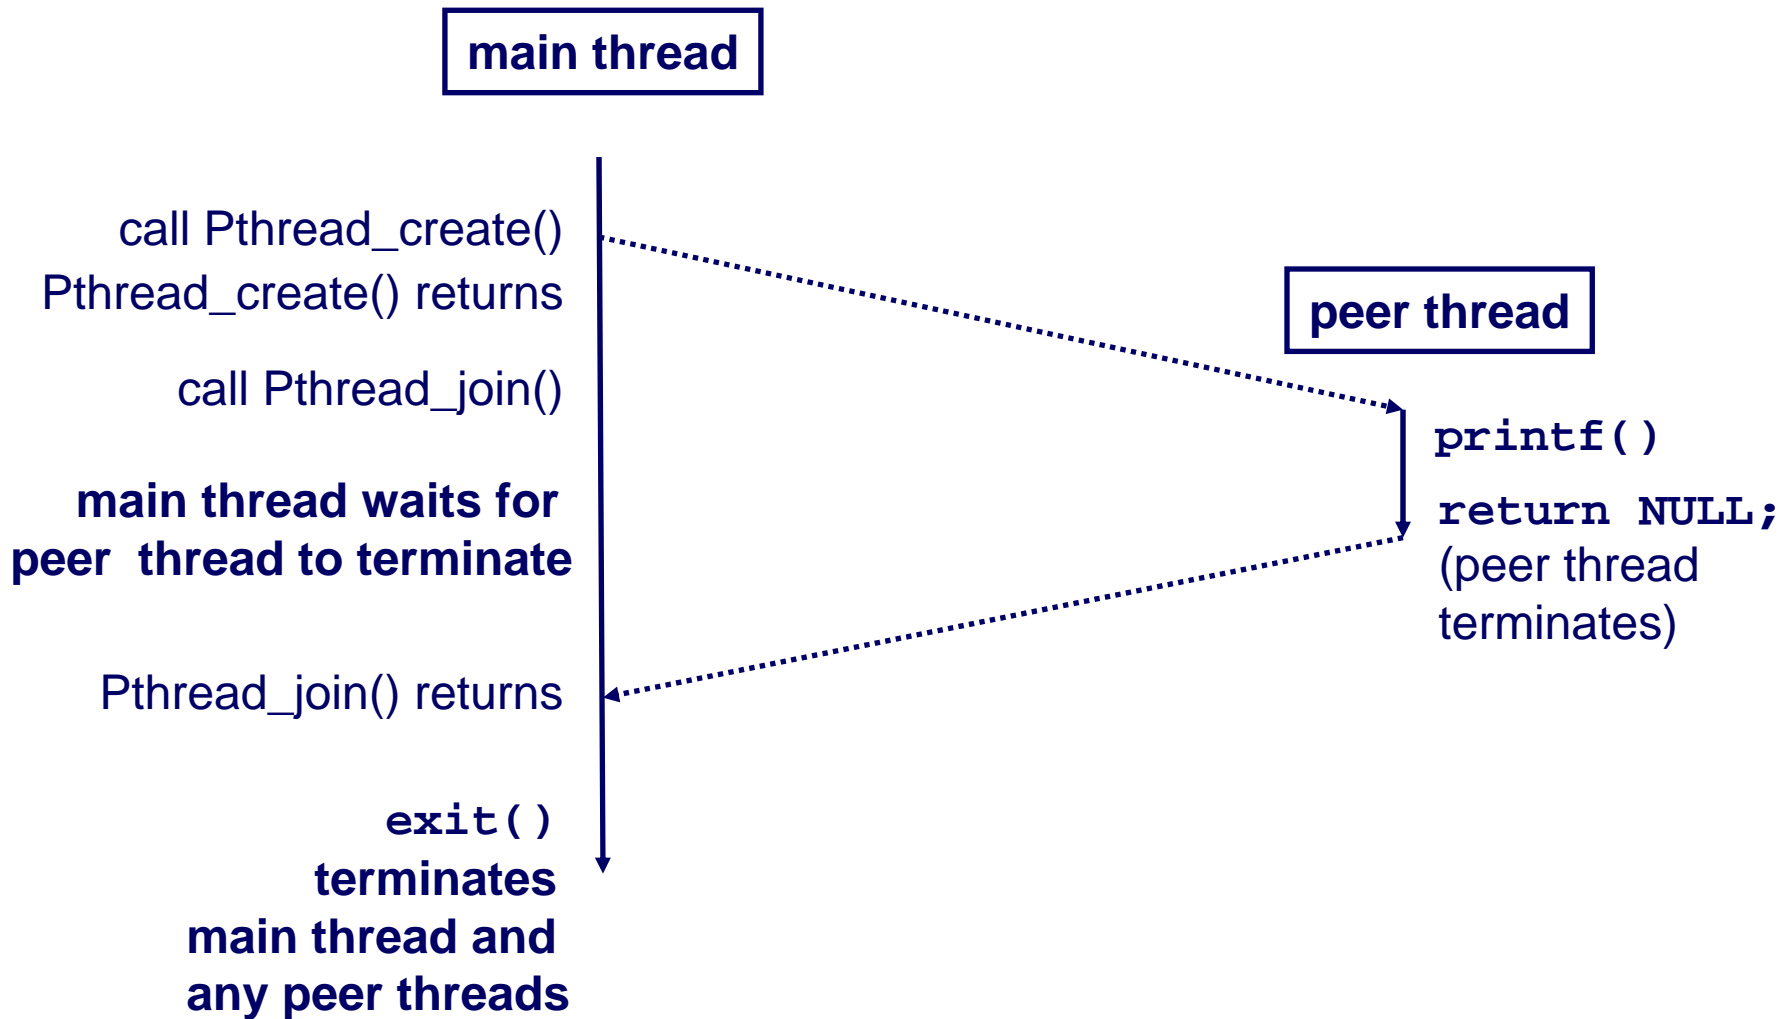 main thread
call Pthread_create()
Pthread_create() returns
peer thread
call Pthread_join()
printf()
main thread waits for
peer thread to terminate
return NULL;
(peer thread
terminates)
Pthread_join() returns
exit()
terminates
main thread and
any peer threads